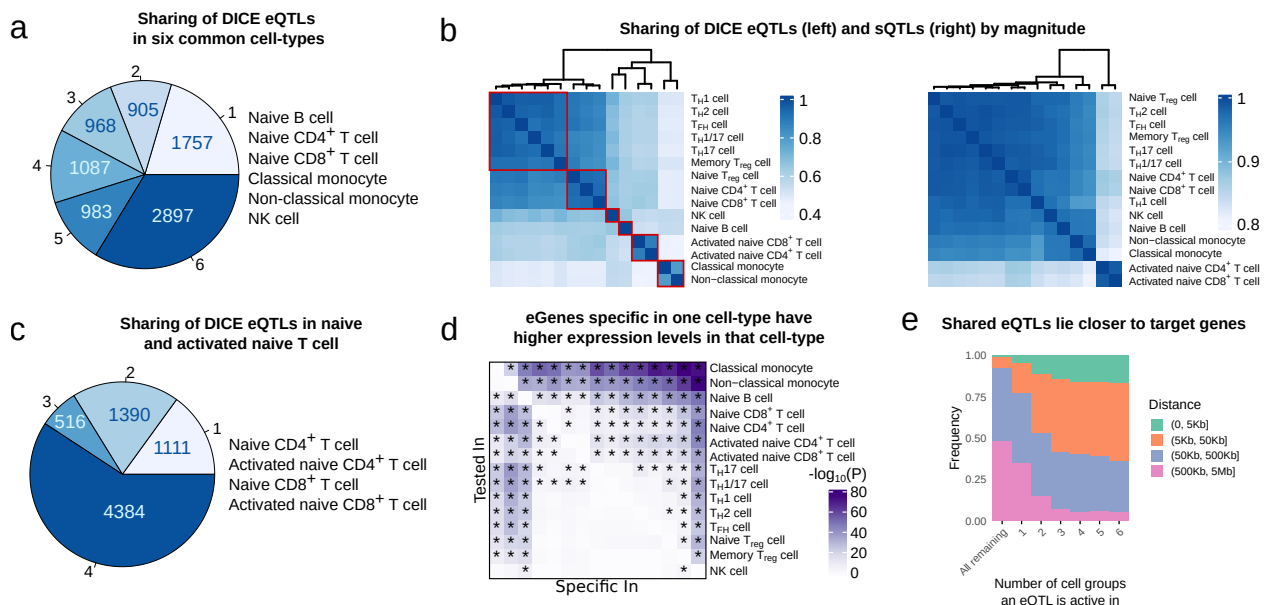 a
Sharing of DICE eQTLs
in six common cell-types
1
2
3
4
5
6
1757
905
968
1087
983
2897
Naive B cell
Naive CD4+ T cell
Naive CD8+ T cell
Classical monocyte
Non-classical monocyte
NK cell
b
Sharing of DICE eQTLs (left) and sQTLs (right) by magnitude
TH1 cell
TH2 cell
TFH cell
TH1/17 cell
TH17 cell
Memory Treg cell
Naive Treg cell
Naive CD4+ T cell
Naive CD8+ T cell
NK cell
Naive B cell
Activated naive CD8+ T cell
Activated naive CD4+ T cell
Classical monocyte
Non-classical monocyte
1
0.8
0.6
0.4
Naive Treg cell
TH2 cell
TFH cell
Memory Treg cell
TH17 cell
TH1/17 cell
Naive CD4+ T cell
Naive CD8+ T cell
TH1 cell
NK cell
Naive B cell
Non-classical monocyte
Classical monocyte
Activated naive CD4+ T cell
Activated naive CD8+ T cell
1
0.9
0.8
c
Sharing of DICE eQTLs in naive
and activated naive T cell
1
2
3
4
1111
1390
516
4384
Naive CD4+ T cell
Activated naive CD4+ T cell
Naive CD8+ T cell
Activated naive CD8+ T cell
d
eGenes specific in one cell-type have
higher expression levels in that cell-type
Tested In
Specific In
Classical monocyte
Non-classical monocyte
Naive B cell
Naive CD8+ T cell
Naive CD4+ T cell
Activated naive CD4+ T cell
Activated naive CD8+ T cell
TH17 cell
TH1/17 cell
TH1 cell
TH2 cell
TFH cell
Naive Treg cell
Memory Treg cell
NK cell
-log10(P)
80
60
40
20
0
e
Shared eQTLs lie closer to target genes
Frequency
1.00
0.75
0.50
0.25
0.00
All remaining
1
2
3
4
5
6
Number of cell groups
an eQTL is active in
Distance
(0, 5Kb]
(5Kb, 50Kb]
(50Kb, 500Kb]
(500Kb, 5Mb]